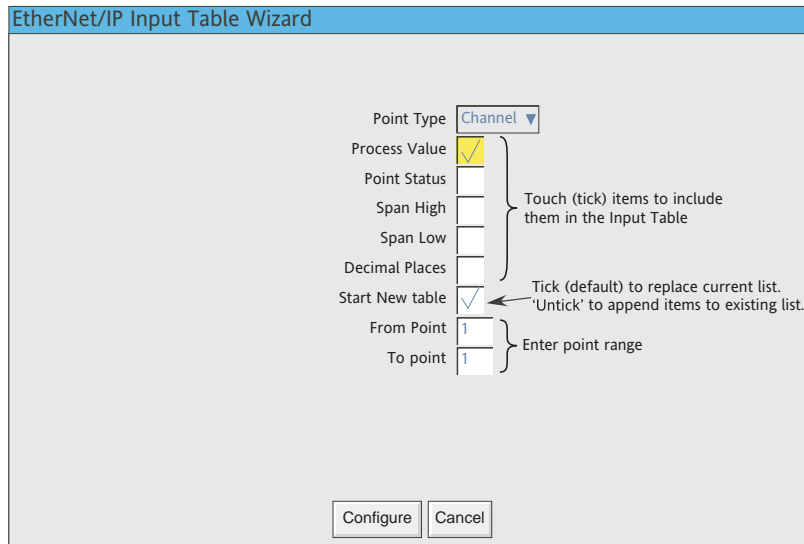 EtherNet/IP Input Table Wizard
Point Type Channel
Process Value
Point Status
Span High
Span Low
Decimal Places
Touch (tick) items to include
them in the Input Table
Start New table
Tick (default) to replace current list.
‘Untick’ to append items to existing list.
From Point 1
To point 1
Enter point range
Configure Cancel